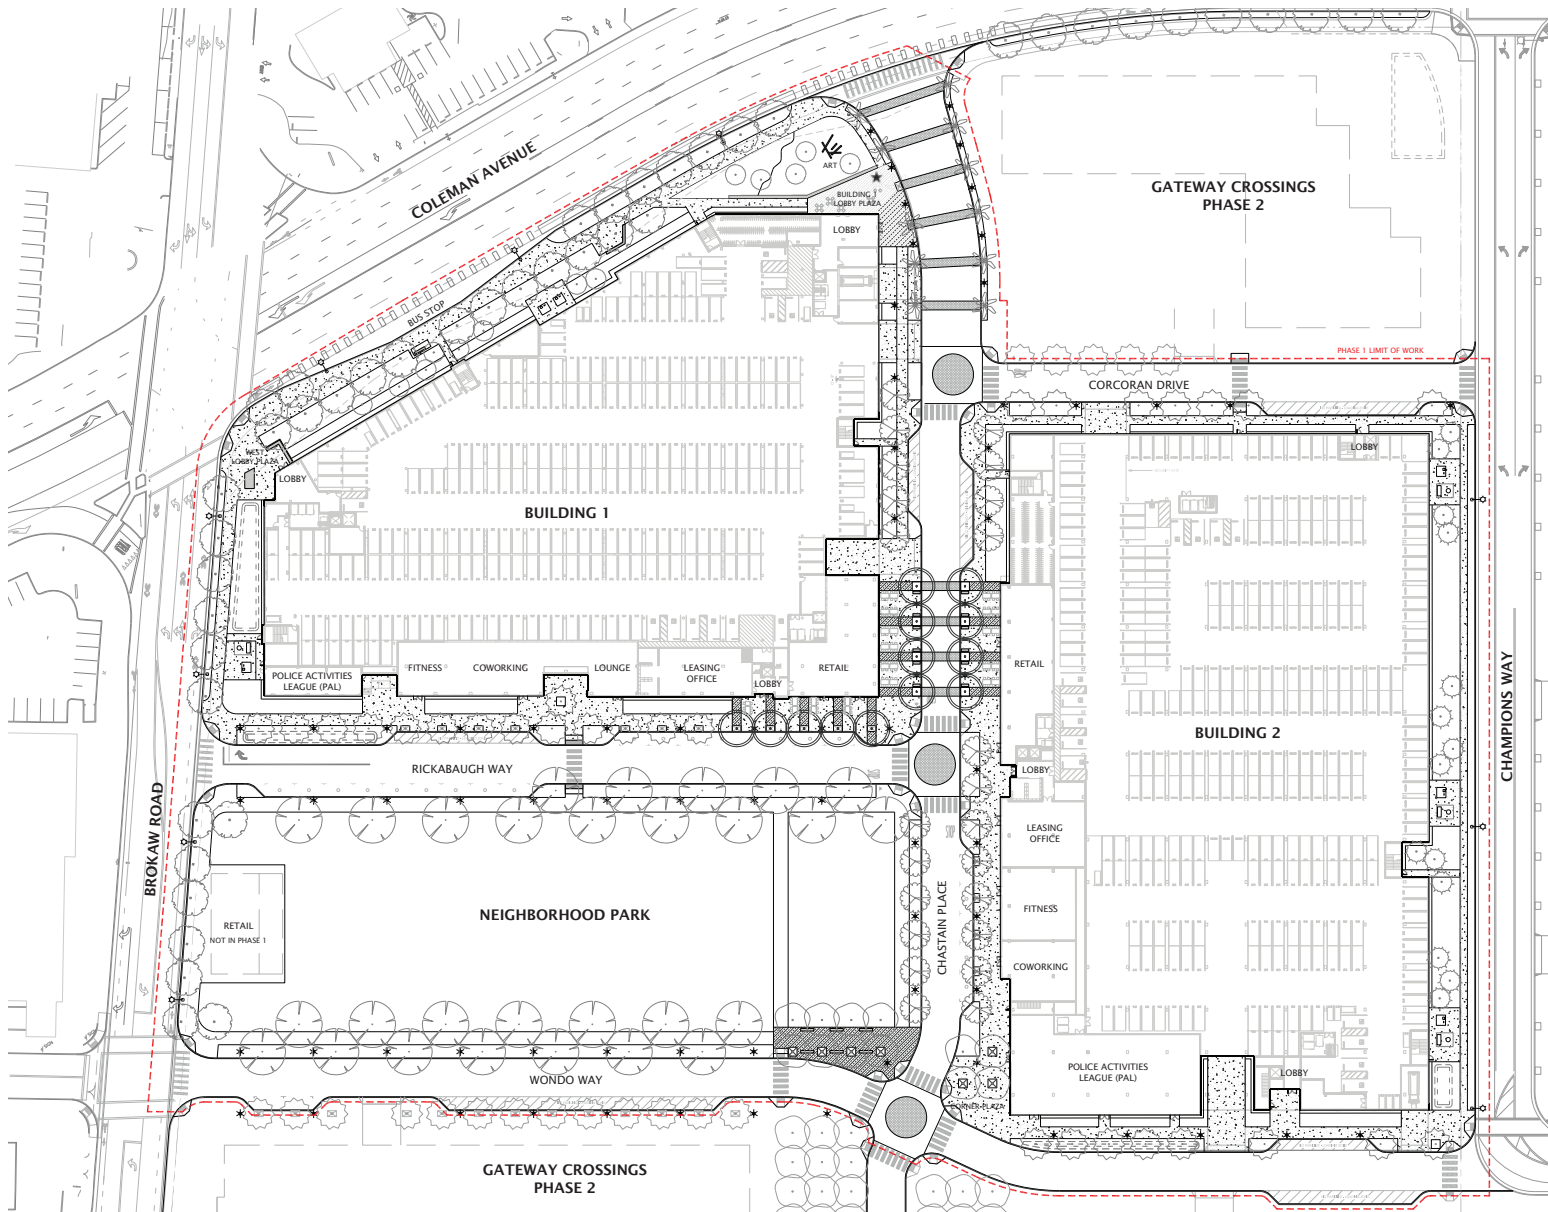 COLEMAN AVENUE
ART
BUILDING 1
LOBBY PLAZA
LOBBY
GATEWAY CROSSINGS
PHASE 2
BUS STOP
PHASE 1 LIMIT OF WORK
CORCORAN DRIVE
WEST
LOBBY PLAZA
LOBBY
LOBBY
BUILDING 1
POLICE ACTIVITIES
LEAGUE (PAL)
FITNESS
COWORKING
LOUNGE
LEASING
OFFICE
LOBBY
RETAIL
RETAIL
BUILDING 2
CHAMPIONS WAY
RICKABAUGH WAY
LOBBY
BROKAW ROAD
STOP
LEASING
OFFICE
NEIGHBORHOOD PARK
RETAIL
NOT IN PHASE 1
CHASTAIN PLACE
FITNESS
COWORKING
WONDO WAY
POLICE ACTIVITIES
LEAGUE (PAL)
LOBBY
CORNER PLAZA
GATEWAY CROSSINGS
PHASE 2